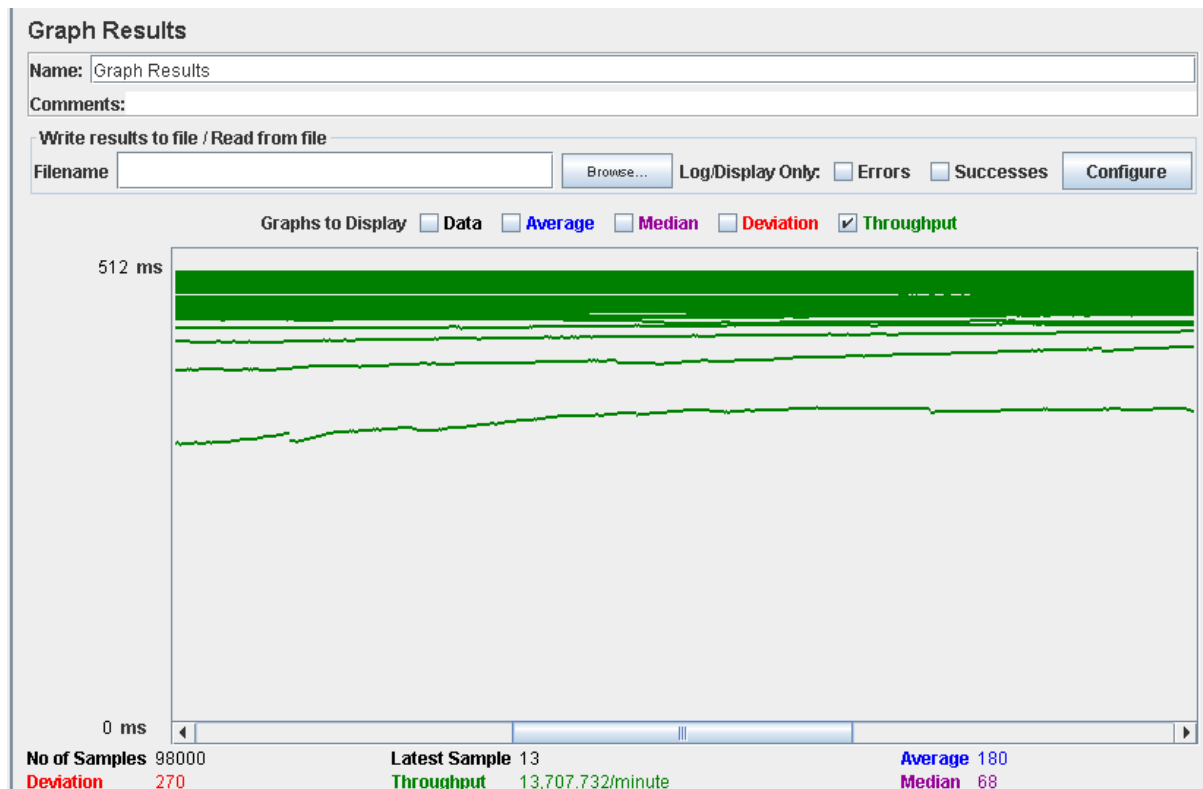 Graph Results
Name: Graph Results
Comments:
Write results to file / Read from file
Filename Browse... Log/Display Only: Errors Successes Configure
Graphs to Display Data Average Median Deviation Throughput
512 ms
0 ms
No of Samples 98000 Latest Sample 13 Average 180
Deviation 270 Throughput 13,707.732/minute Median 68